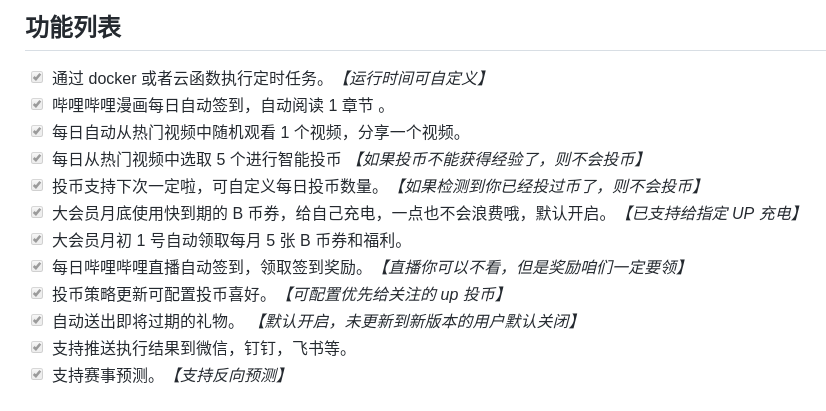 功能列表
通过 docker 或者云函数执行定时任务。【运行时间可自定义】
哔哩哔哩漫画每日自动签到，自动阅读 1 章节 。
每日自动从热门视频中随机观看 1 个视频，分享一个视频。
每日从热门视频中选取 5 个进行智能投币 【如果投币不能获得经验了，则不会投币】
投币支持下次一定啦，可自定义每日投币数量。【如果检测到你已经投过币了，则不会投币】
大会员月底使用快到期的 B 币券，给自己充电，一点也不会浪费哦，默认开启。【已支持给指定 UP 充电】
大会员月初 1 号自动领取每月 5 张 B 币券和福利。
每日哔哩哔哩直播自动签到，领取签到奖励。【直播你可以不看，但是奖励咱们一定要领】
投币策略更新可配置投币喜好。【可配置优先给关注的 up 投币】
自动送出即将过期的礼物。 【默认开启，未更新到新版本的用户默认关闭】
支持推送执行结果到微信，钉钉，飞书等。
支持赛事预测。【支持反向预测】